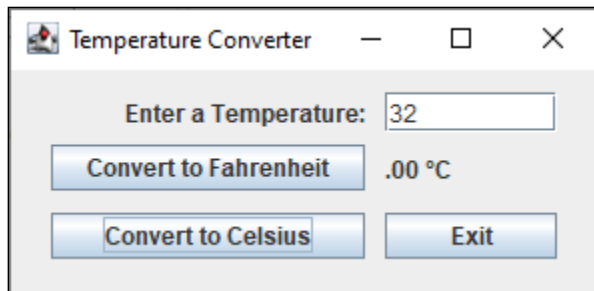 Temperature Converter
Enter a Temperature: 32
Convert to Fahrenheit .00 °C
Convert to Celsius Exit